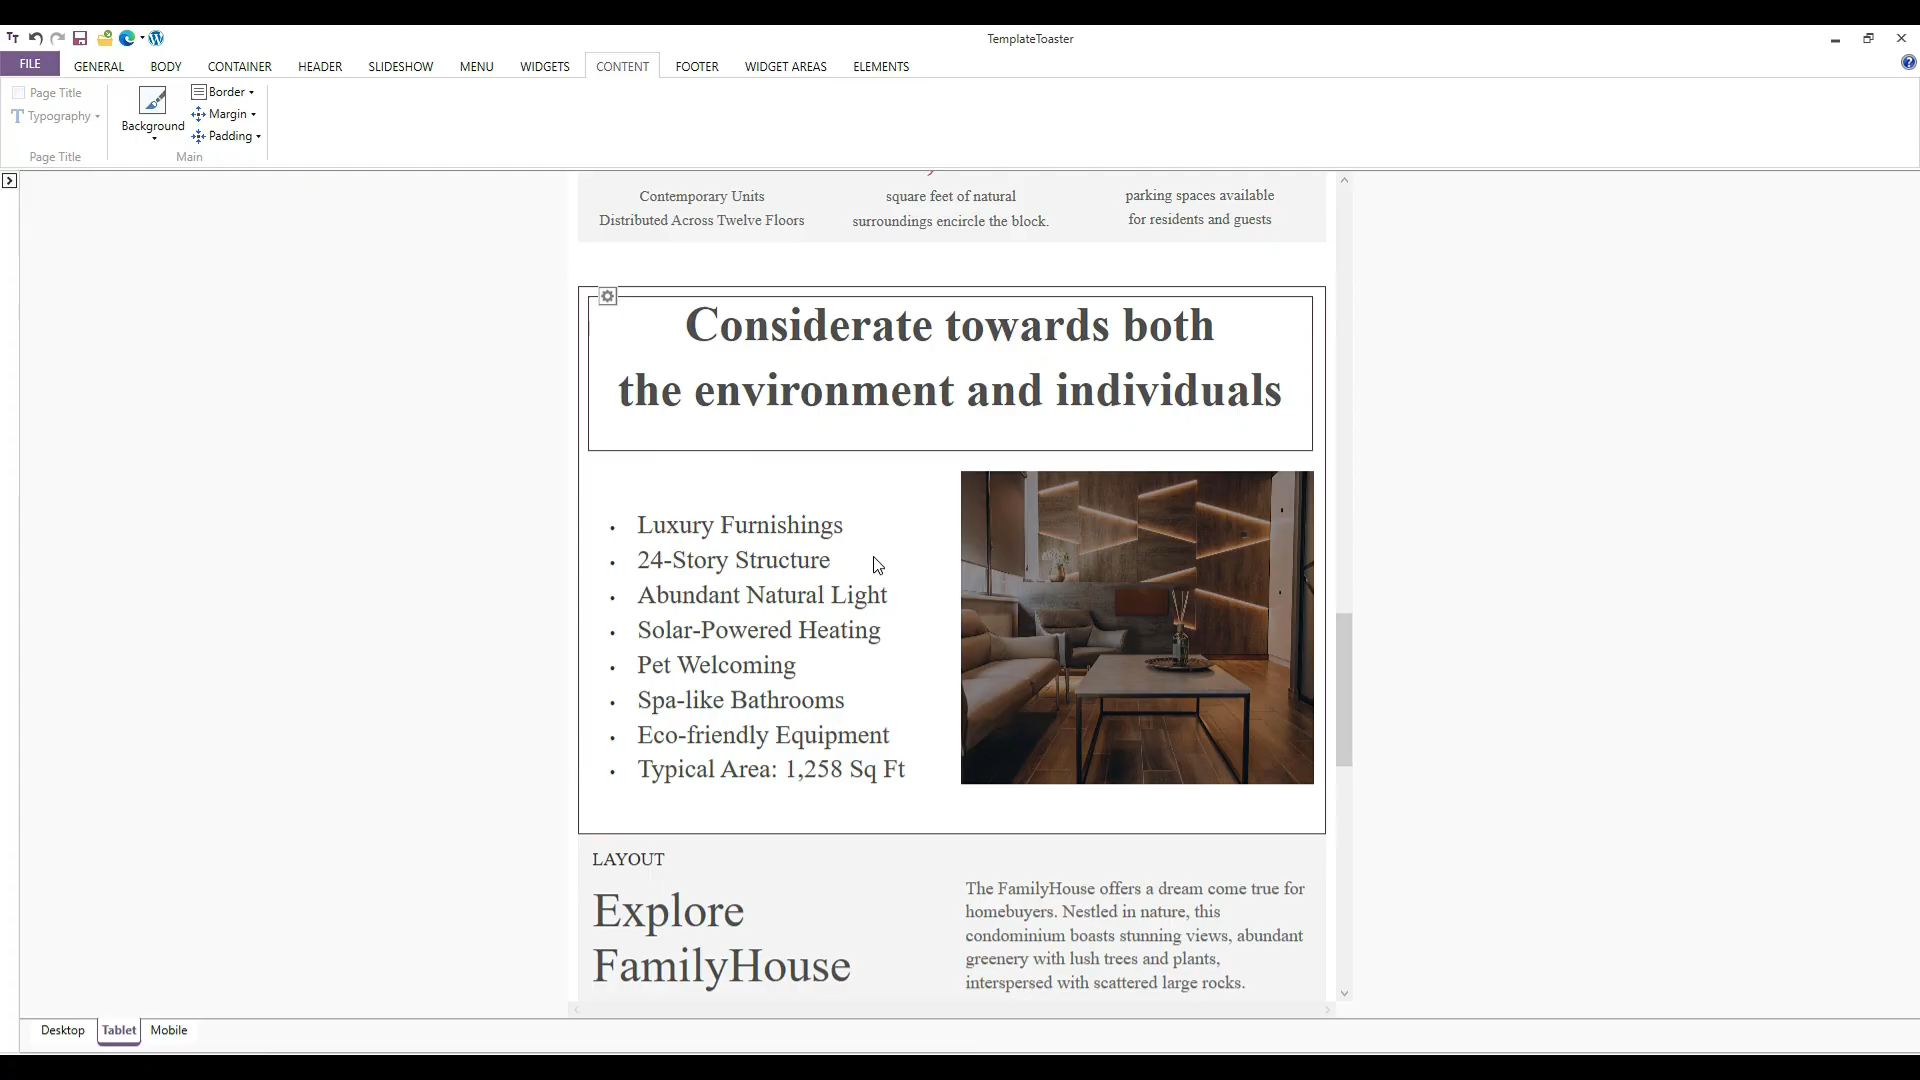 TemplateToaster
FILE GENERAL BODY CONTAINER HEADER SLIDESHOW MENU WIDGETS CONTENT FOOTER WIDGET AREAS ELEMENTS
Page Title
Typography
Page Title
Background
Border
Margin
Padding
Main
Contemporary Units
Distributed Across Twelve Floors
square feet of natural
surroundings encircle the block.
parking spaces available
for residents and guests
Considerate towards both
the environment and individuals
• Luxury Furnishings
• 24-Story Structure
• Abundant Natural Light
• Solar-Powered Heating
• Pet Welcoming
• Spa-like Bathrooms
• Eco-friendly Equipment
• Typical Area: 1,258 Sq Ft
LAYOUT
Explore
FamilyHouse
The FamilyHouse offers a dream come true for
homebuyers. Nestled in nature, this
condominium boasts stunning views, abundant
greenery with lush trees and plants,
interspersed with scattered large rocks.
Desktop Tablet Mobile